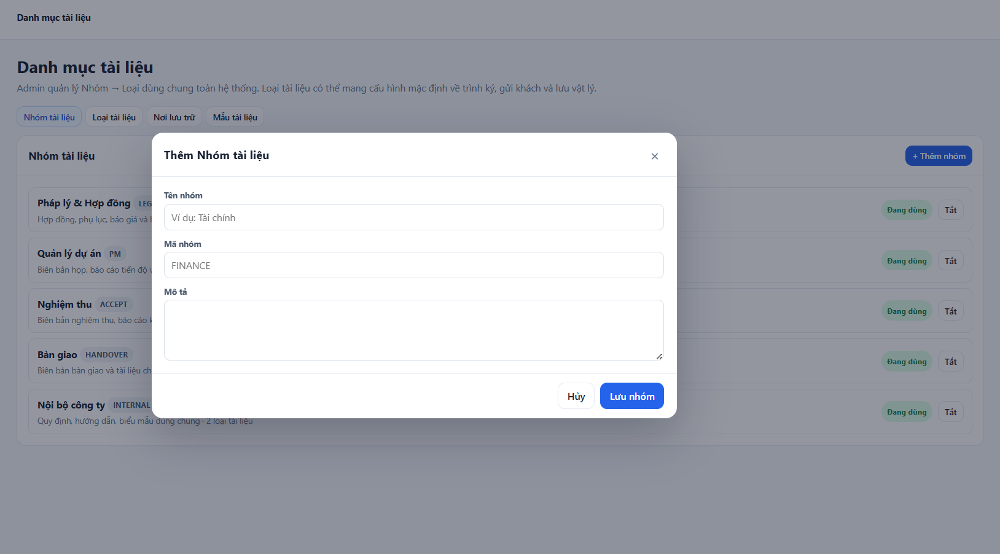 Danh mục tài liệu
Danh mục tài liệu
Admin quản lý Nhóm → Loại dùng chung toàn hệ thống. Loại tài liệu có thể mang cấu hình mặc định về trình ký, gửi khách và lưu vật lý.
Nhóm tài liệu Loại tài liệu Nơi lưu trữ Mẫu tài liệu
Nhóm tài liệu
+ Thêm nhóm
Pháp lý & Hợp đồng
Hợp đồng, phụ lục, báo giá và
Đang dùng Tắt
Quản lý dự án PM
Biên bản họp, báo cáo tiến độ
Đang dùng Tắt
Nghiệm thu ACCEPT
Biên bản nghiệm thu, báo cáo
Đang dùng Tắt
Bàn giao HANDOVER
Biên bản bàn giao và tài liệu
Đang dùng Tắt
Nội bộ công ty INTERNAL
Quy định, hướng dẫn, biểu mẫu dùng chung · 2 loại tài liệu
Đang dùng Tắt
Thêm Nhóm tài liệu
×
Tên nhóm
Ví dụ: Tài chính
Mã nhóm
FINANCE
Mô tả
Hủy Lưu nhóm